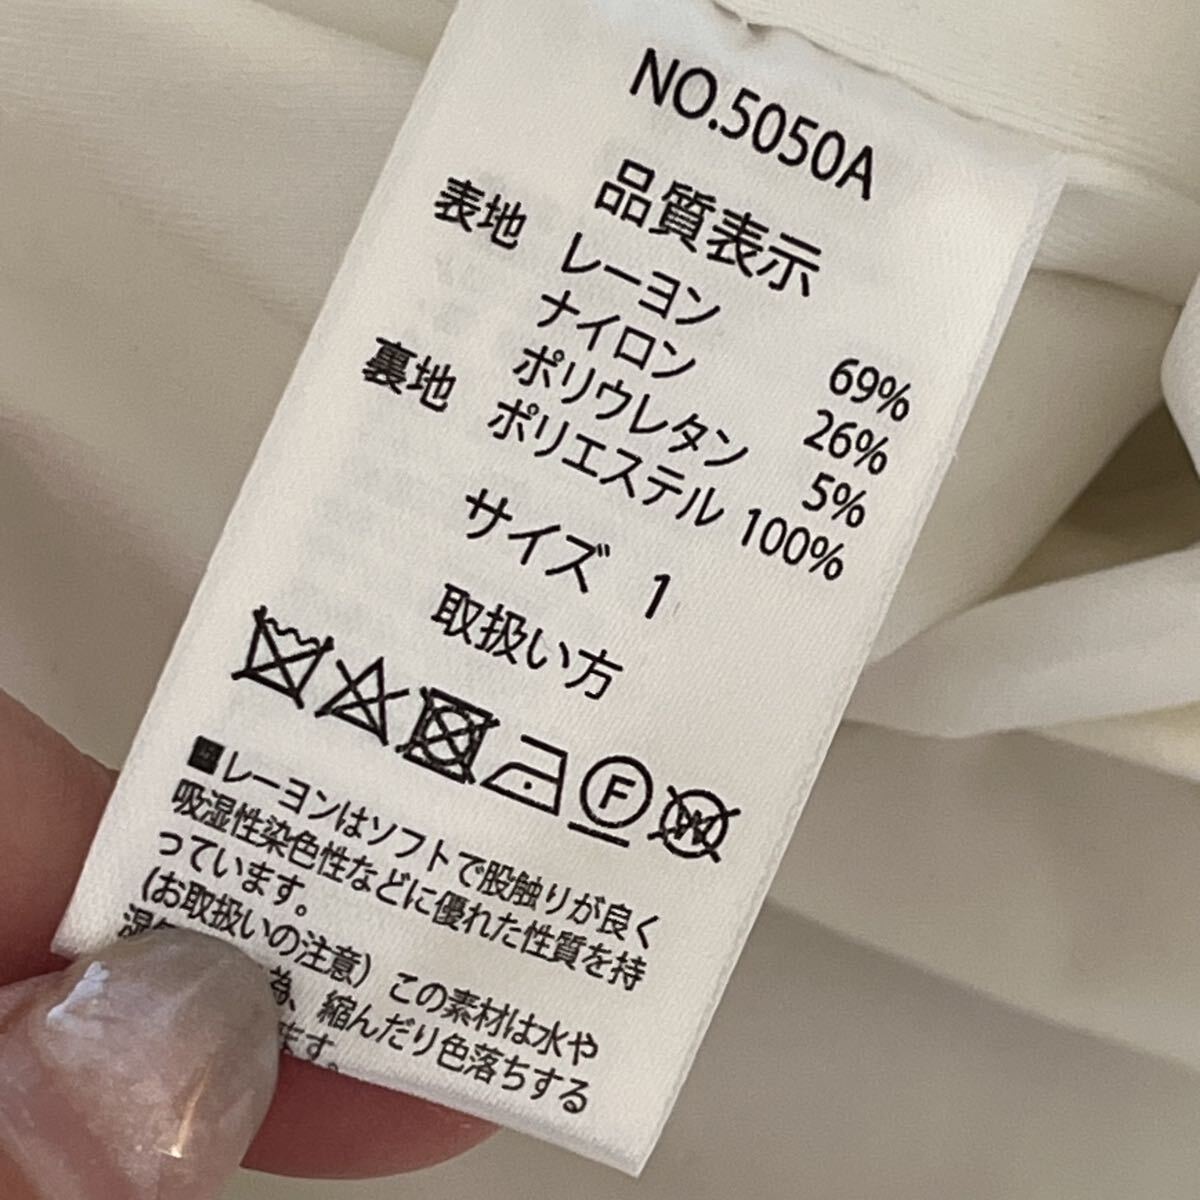 NO.5050A
品質表示
表地 レーヨン 69%
ナイロン 26%
ポリウレタン 5%
裏地 ポリエステル 100%
サイズ 1
取扱い方
F
W
■レーヨンはソフトで股触りが良く
吸湿性染色性などに優れた性質を持
っています。
(お取扱いの注意) この素材は水や
為、縮んだり色落ちする
ます。